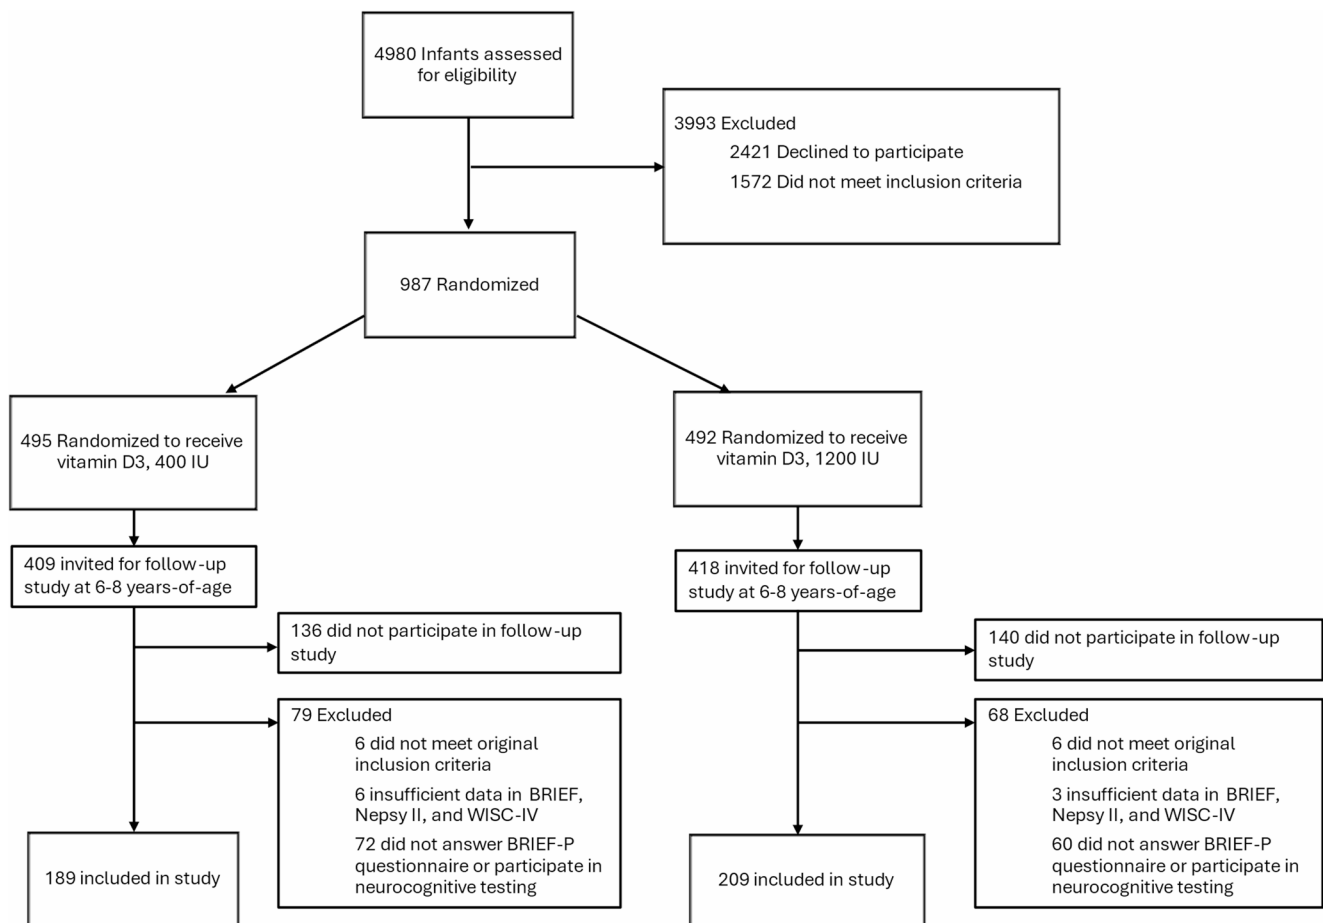 4980 Infants assessed
for eligibility
3993 Excluded
2421 Declined to participate
1572 Did not meet inclusion criteria
987 Randomized
495 Randomized to receive
vitamin D3, 400 IU
492 Randomized to receive
vitamin D3, 1200 IU
409 invited for follow-up
study at 6-8 years-of-age
418 invited for follow-up
study at 6-8 years-of-age
136 did not participate in follow-up
study
140 did not participate in follow-up
study
79 Excluded
6 did not meet original
inclusion criteria
6 insufficient data in BRIEF,
Nepsy II, and WISC-IV
72 did not answer BRIEF-P
questionnaire or participate in
neurocognitive testing
68 Excluded
6 did not meet original
inclusion criteria
3 insufficient data in BRIEF,
Nepsy II, and WISC-IV
60 did not answer BRIEF-P
questionnaire or participate in
neurocognitive testing
189 included in study
209 included in study